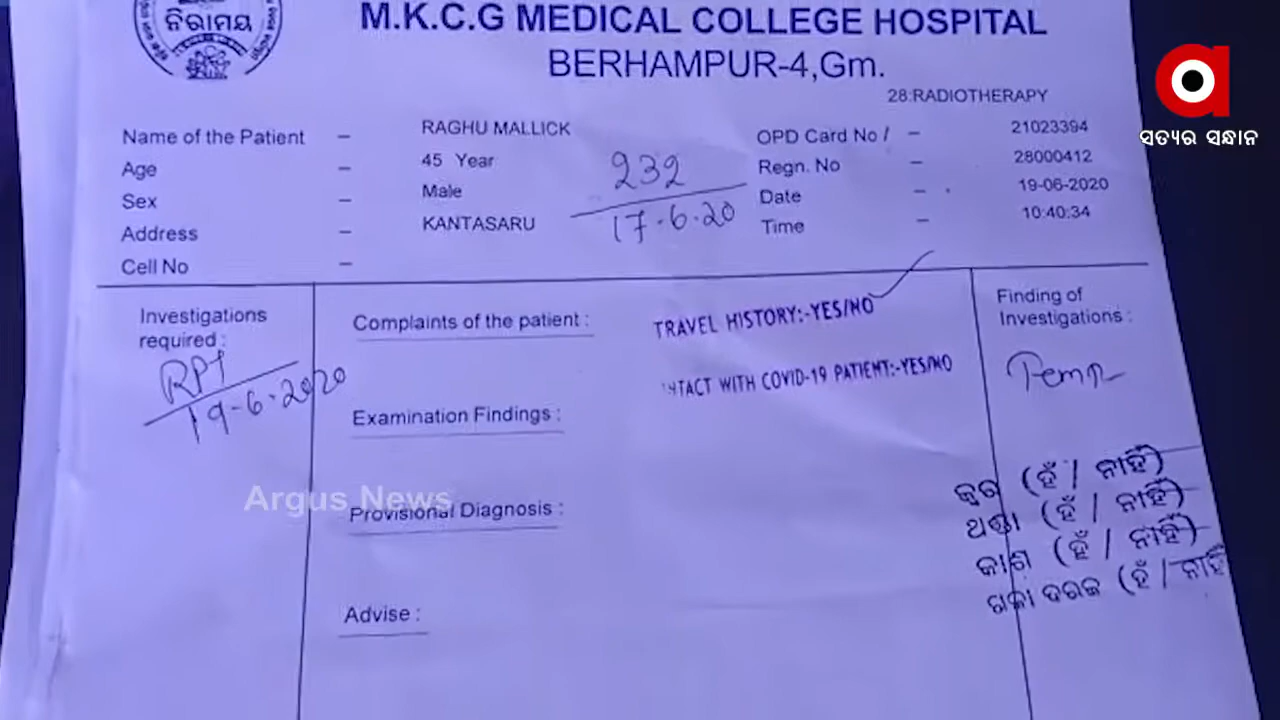 ନିରାମୟ
M.K.C.G MEDICAL COLLEGE HOSPITAL
BERHAMPUR-4,Gm.
28:RADIOTHERAPY
ସତ୍ୟର ସନ୍ଧାନ
Name of the Patient – RAGHU MALLICK OPD Card No / – 21023394
Age – 45 Year 232 Regn. No – 28000412
Sex – Male 17-6-20 Date – 19-06-2020
Address – KANTASARU Time – 10:40:34
Cell No –
Investigations required :
RPT
19-6-2020
Complaints of the patient :
TRAVEL HISTORY:-YES/NO
NTACT WITH COVID-19 PATIENT:-YES/NO
Finding of
Investigations :
Temp
Examination Findings :
Argus News
Provisional Diagnosis :
ଜ୍ୱର (ହଁ / ନାହିଁ)
ଥଣ୍ଡା (ହଁ / ନାହିଁ)
କାଶ (ହଁ / ନାହିଁ)
ଗଳା ଦରଜ (ହଁ / ନାହିଁ
Advise :